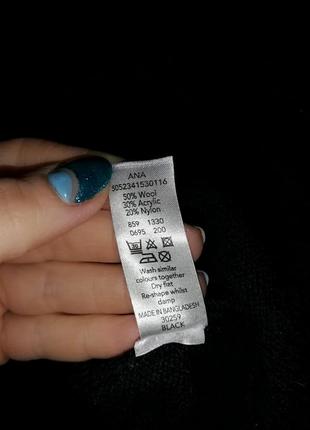 ANA
5052341530116
50% Wool
30% Acrylic
20% Nylon
859 1330
0695 200
30
Wash similar
colours together
Dry flat
Re-shape whilst
damp
MADE IN BANGLADESH
30259
BLACK